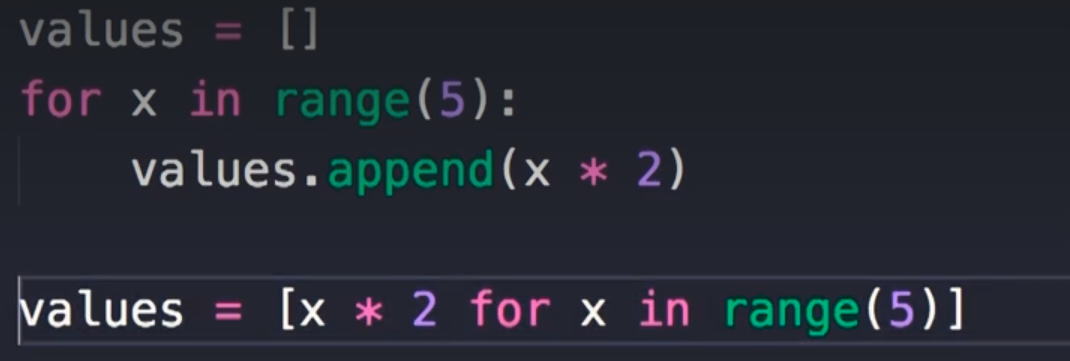 values = []
for x in range(5):
    values.append(x * 2)
values = [x * 2 for x in range(5)]